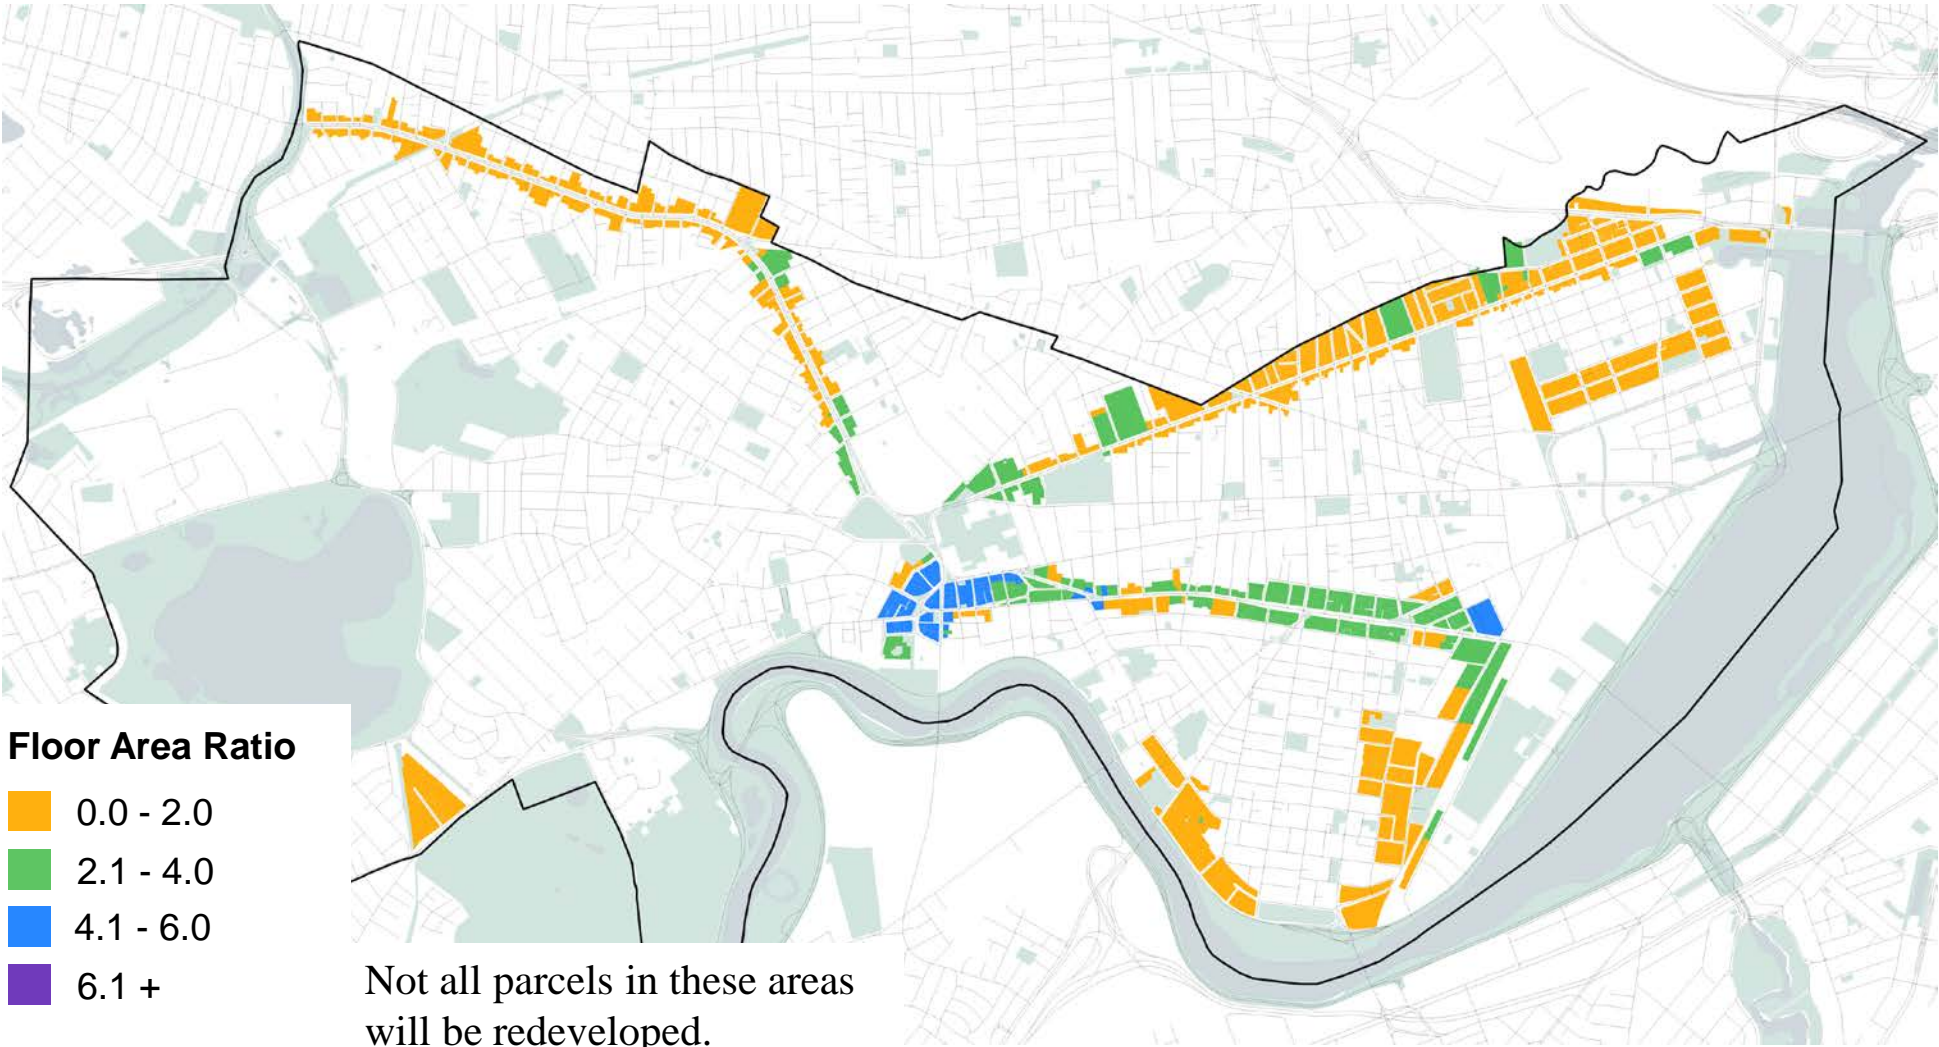 Floor Area Ratio
0.0 - 2.0
2.1 - 4.0
4.1 - 6.0
6.1 +
Not all parcels in these areas
will be redeveloped.